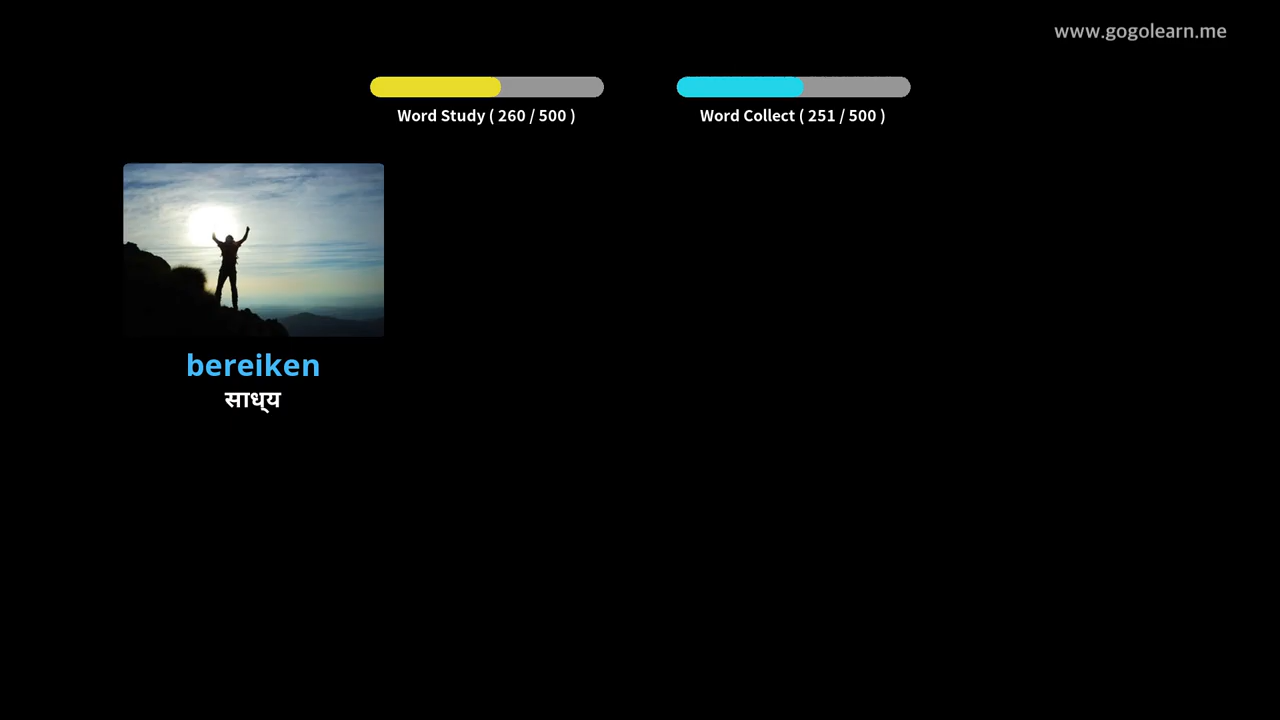 www.gogolearn.me
Word Study ( 260 / 500 )
Word Collect ( 251 / 500 )
bereiken
साध्य